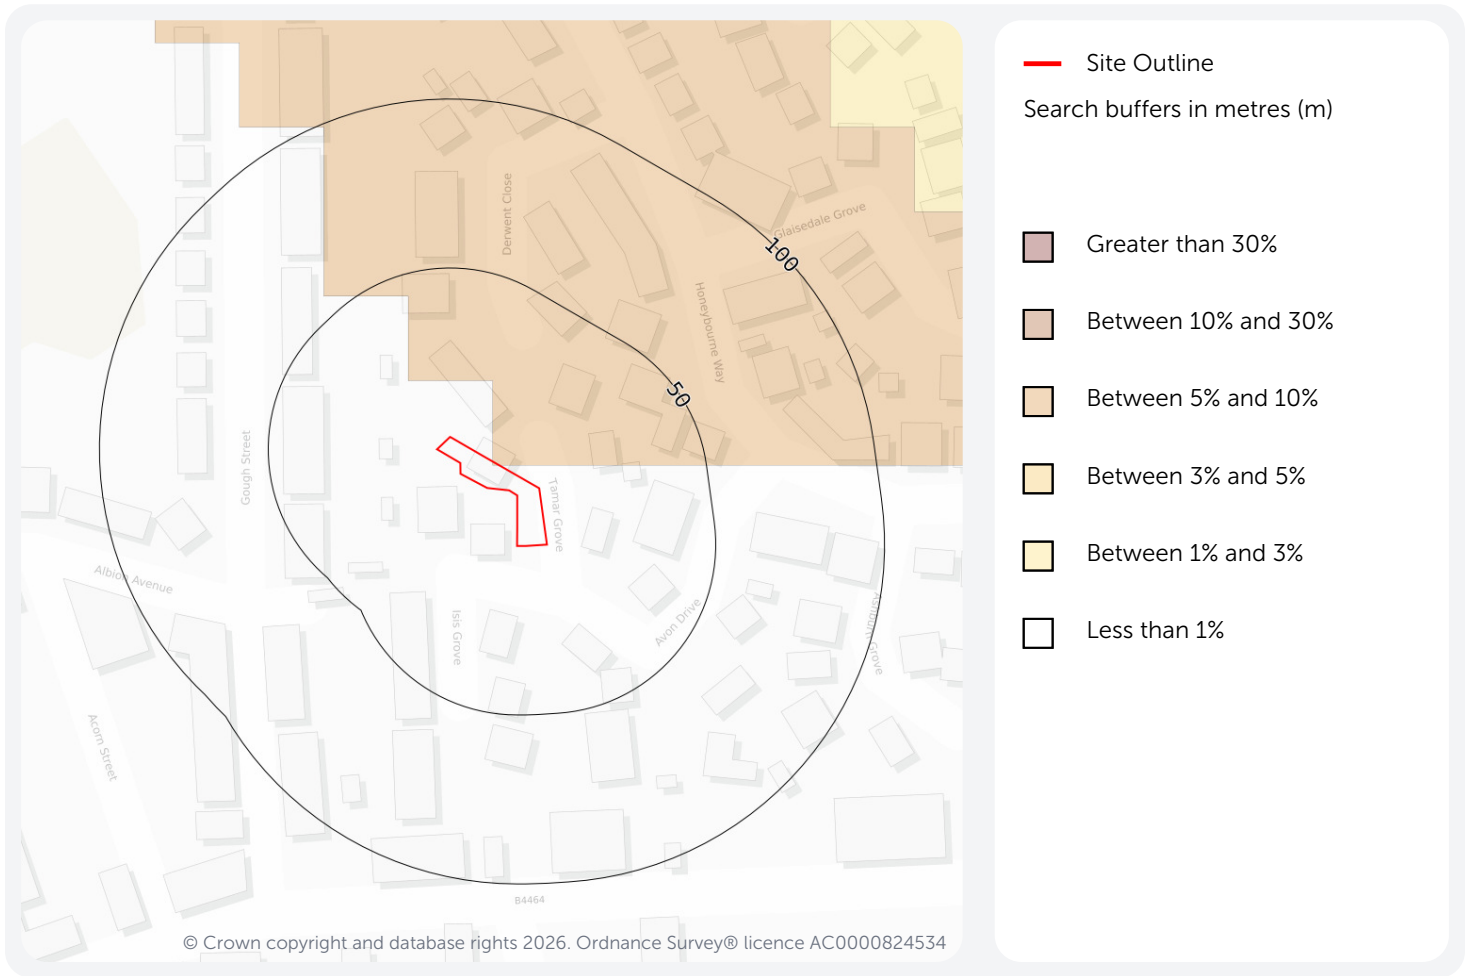 Derwent Close
Glaisedale Grove
100
Honeybourne Way
50
Gough Street
Tamar Grove
Albion Avenue
Isis Grove
Avon Drive
Ashburn Grove
Acorn Street
B4464
© Crown copyright and database rights 2026. Ordnance Survey® licence AC0000824534
Site Outline
Search buffers in metres (m)
Greater than 30%
Between 10% and 30%
Between 5% and 10%
Between 3% and 5%
Between 1% and 3%
Less than 1%